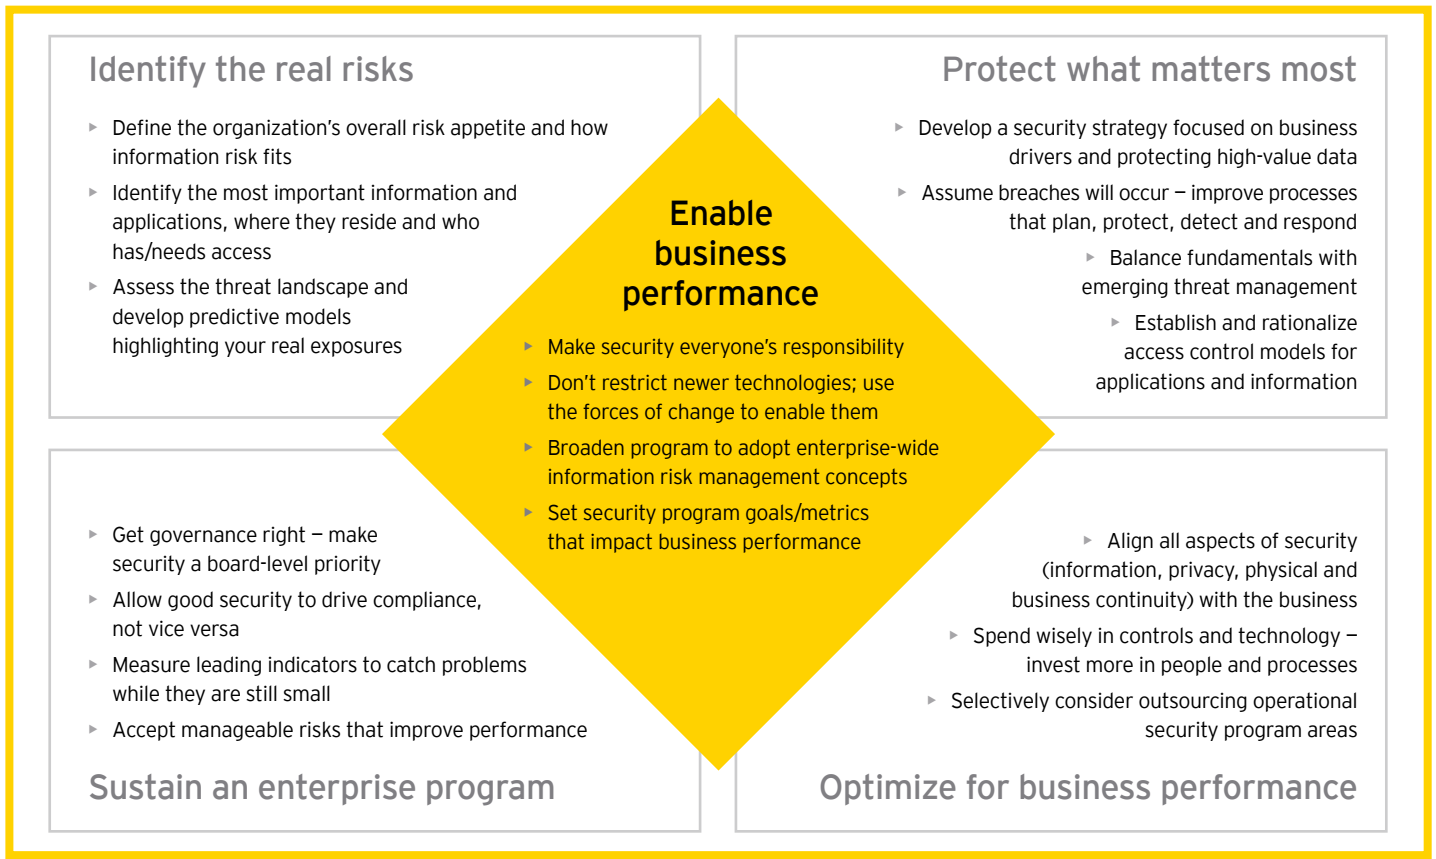 Identify the real risks
▸ Define the organization's overall risk appetite and how
information risk fits
▸ Identify the most important information and
applications, where they reside and who
has/needs access
▸ Assess the threat landscape and
develop predictive models
highlighting your real exposures
Protect what matters most
▸ Develop a security strategy focused on business
drivers and protecting high-value data
▸ Assume breaches will occur – improve processes
that plan, protect, detect and respond
▸ Balance fundamentals with
emerging threat management
▸ Establish and rationalize
access control models for
applications and information
Enable
business
performance
▸ Make security everyone's responsibility
▸ Don't restrict newer technologies; use
the forces of change to enable them
▸ Broaden program to adopt enterprise-wide
information risk management concepts
▸ Set security program goals/metrics
that impact business performance
▸ Get governance right – make
security a board-level priority
▸ Allow good security to drive compliance,
not vice versa
▸ Measure leading indicators to catch problems
while they are still small
▸ Accept manageable risks that improve performance
Sustain an enterprise program
▸ Align all aspects of security
(information, privacy, physical and
business continuity) with the business
▸ Spend wisely in controls and technology –
invest more in people and processes
▸ Selectively consider outsourcing operational
security program areas
Optimize for business performance